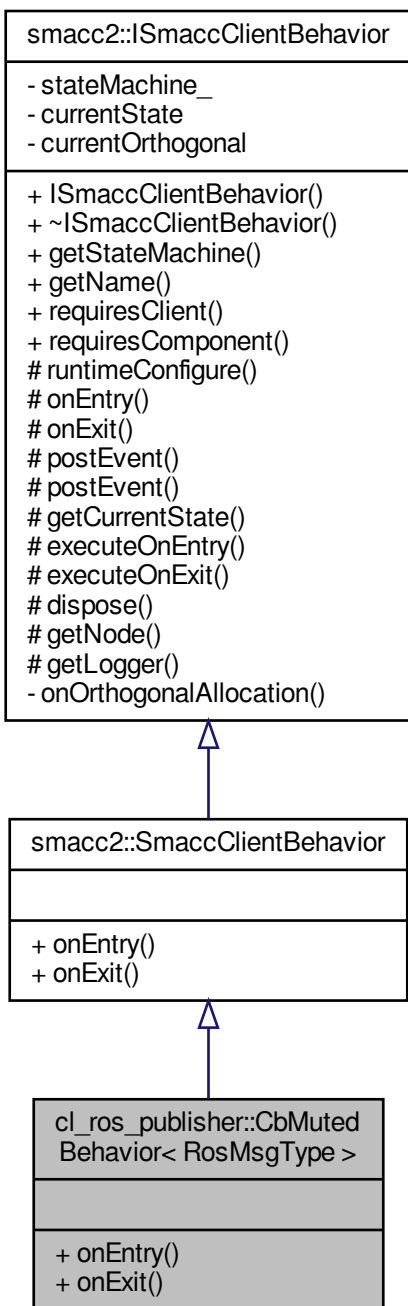 smacc2::ISmaccClientBehavior
- stateMachine_
- currentState
- currentOrthogonal
+ ISmaccClientBehavior()
+ ~ISmaccClientBehavior()
+ getStateMachine()
+ getName()
+ requiresClient()
+ requiresComponent()
# runtimeConfigure()
# onEntry()
# onExit()
# postEvent()
# postEvent()
# getCurrentState()
# executeOnEntry()
# executeOnExit()
# dispose()
# getNode()
# getLogger()
- onOrthogonalAllocation()
smacc2::SmaccClientBehavior
+ onEntry()
+ onExit()
cl_ros_publisher::CbMuted
Behavior< RosMsgType >
+ onEntry()
+ onExit()